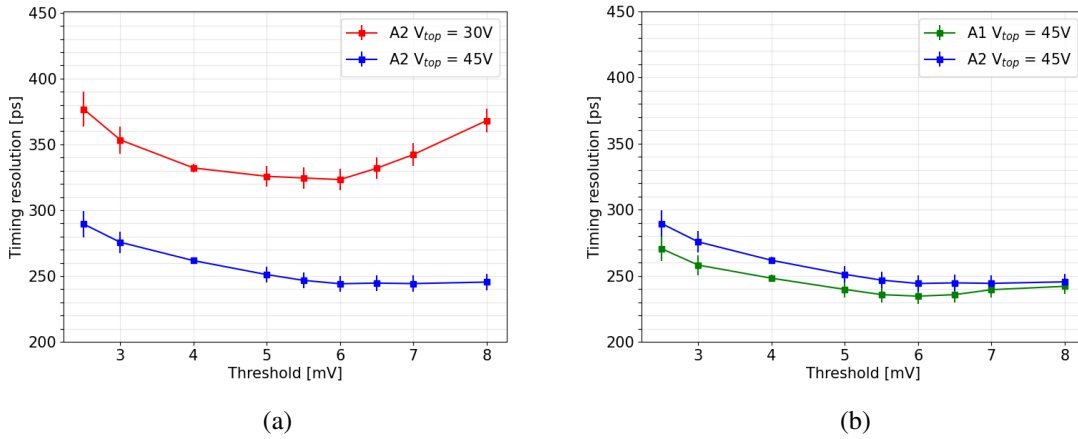 450
400
350
300
250
200
Timing resolution [ps]
A2 V_top = 30V
A2 V_top = 45V
3 4 5 6 7 8
Threshold [mV]
(a)
450
400
350
300
250
200
Timing resolution [ps]
A1 V_top = 45V
A2 V_top = 45V
3 4 5 6 7 8
Threshold [mV]
(b)